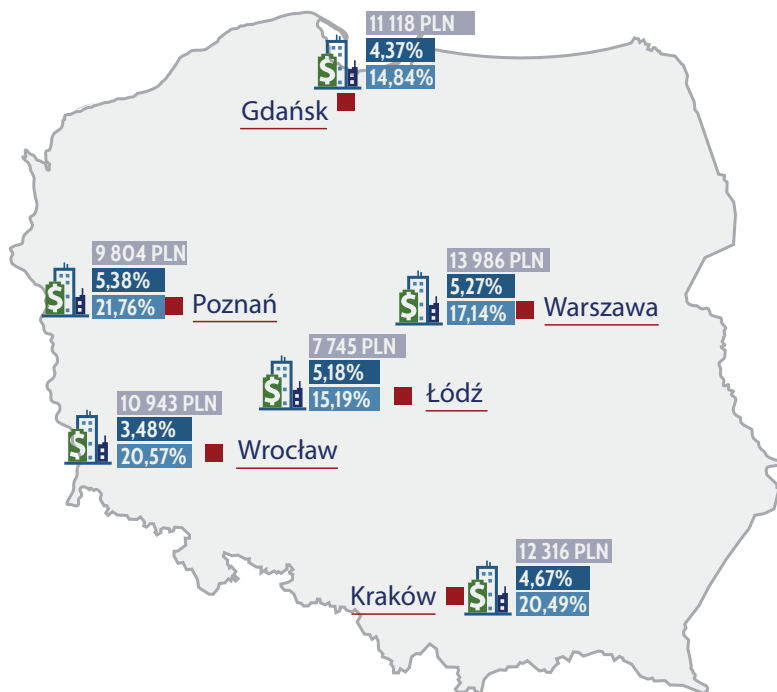 11 118 PLN
4,37%
14,84%
Gdańsk
9 804 PLN
5,38%
21,76%
Poznań
13 986 PLN
5,27%
17,14%
Warszawa
7 745 PLN
5,18%
15,19%
Łódź
10 943 PLN
3,48%
20,57%
Wrocław
12 316 PLN
4,67%
20,49%
Kraków